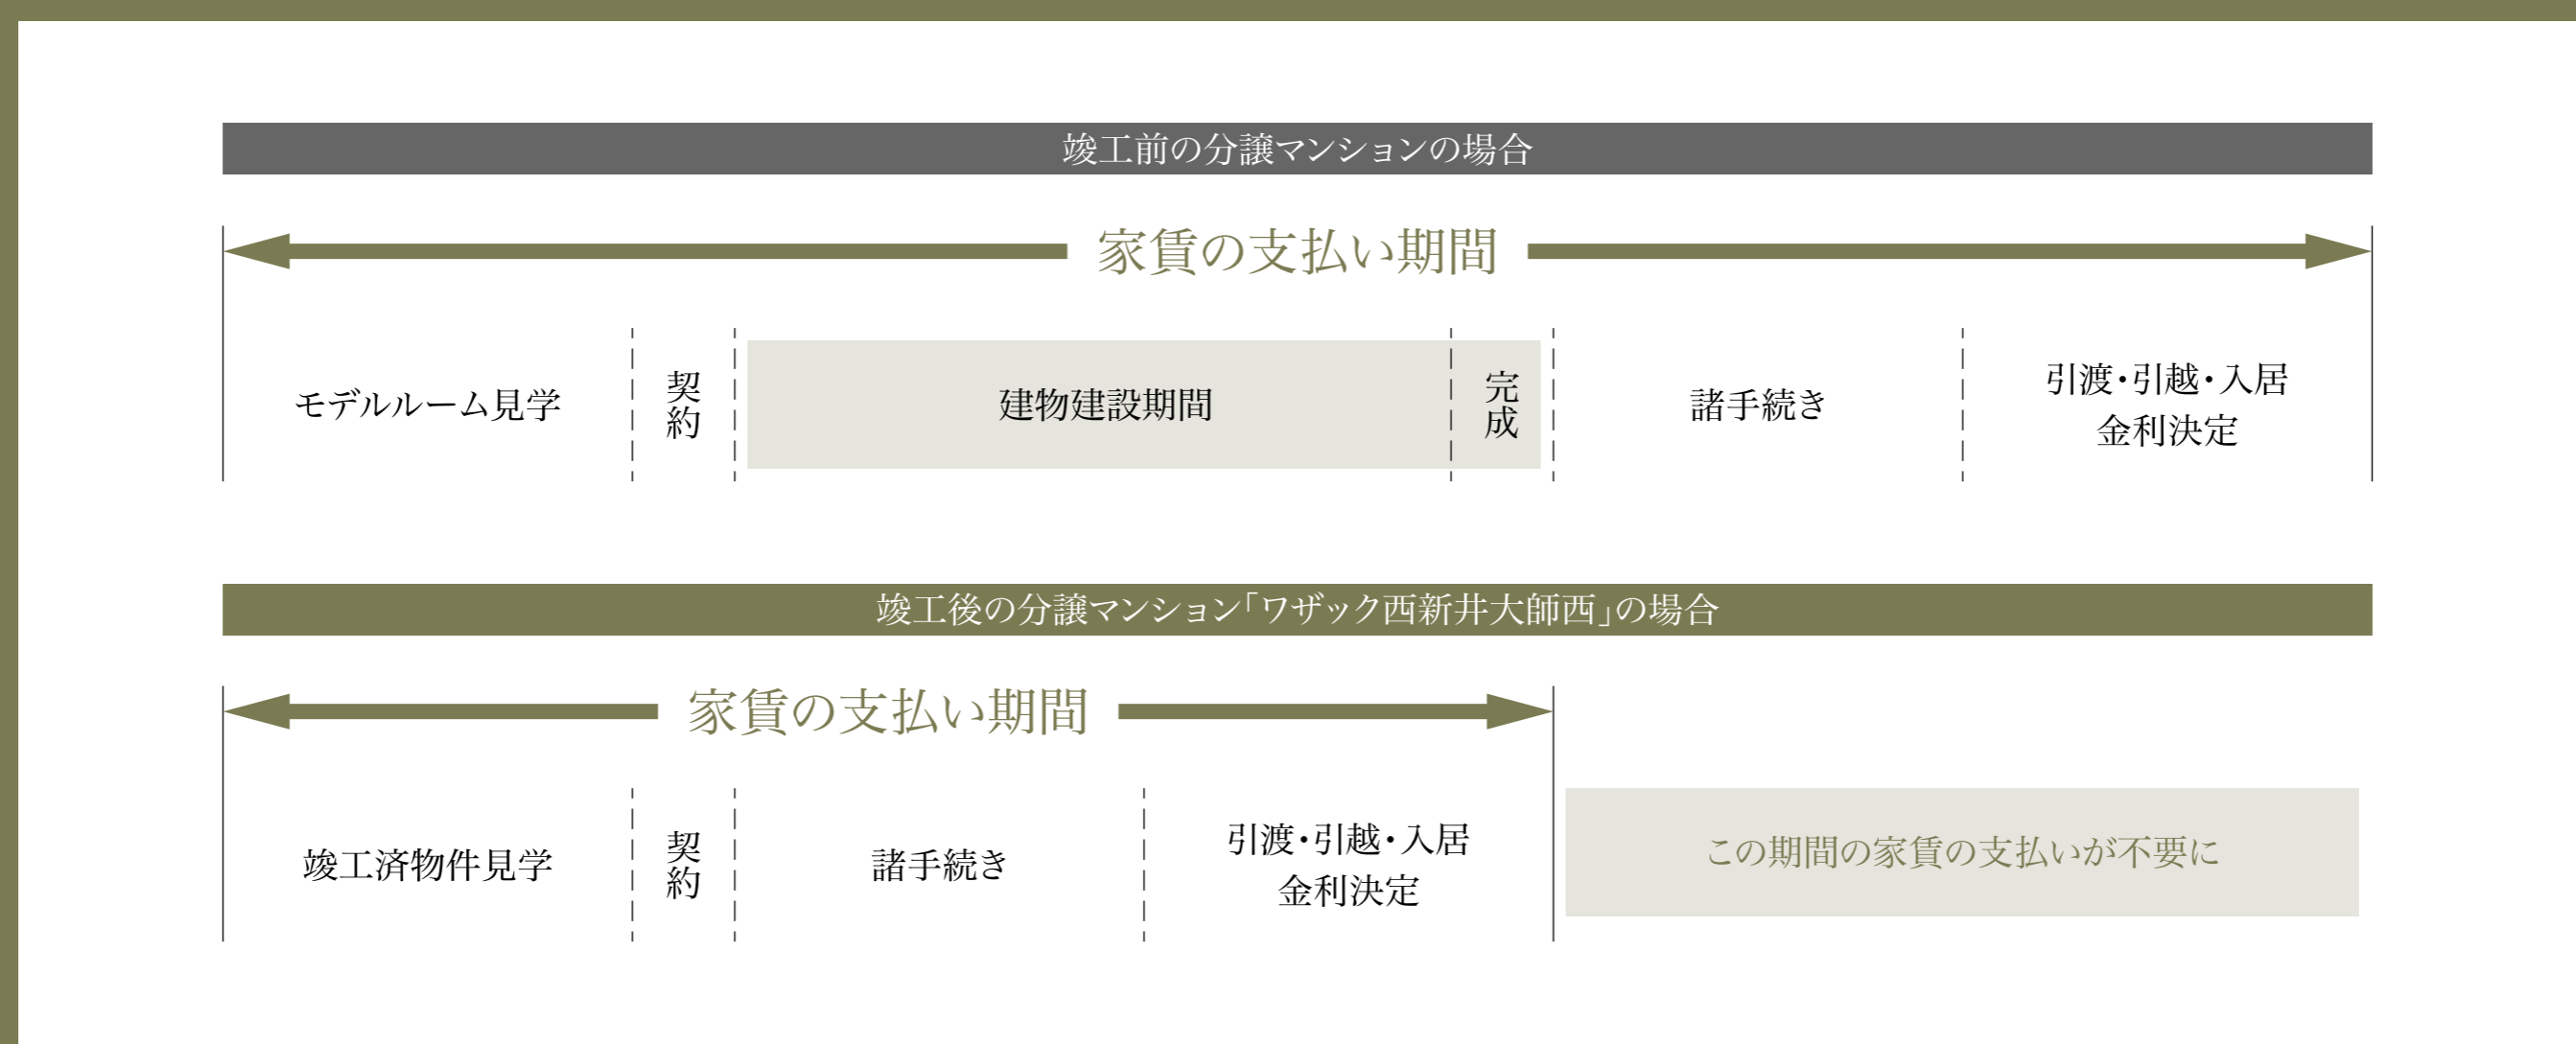 竣工前の分譲マンションの場合
家賃の支払い期間
モデルルーム見学
契約
建物建設期間
完成
諸手続き
引渡・引越・入居
金利決定
竣工後の分譲マンション「ワザック西新井大師西」の場合
家賃の支払い期間
竣工済物件見学
契約
諸手続き
引渡・引越・入居
金利決定
この期間の家賃の支払いが不要に